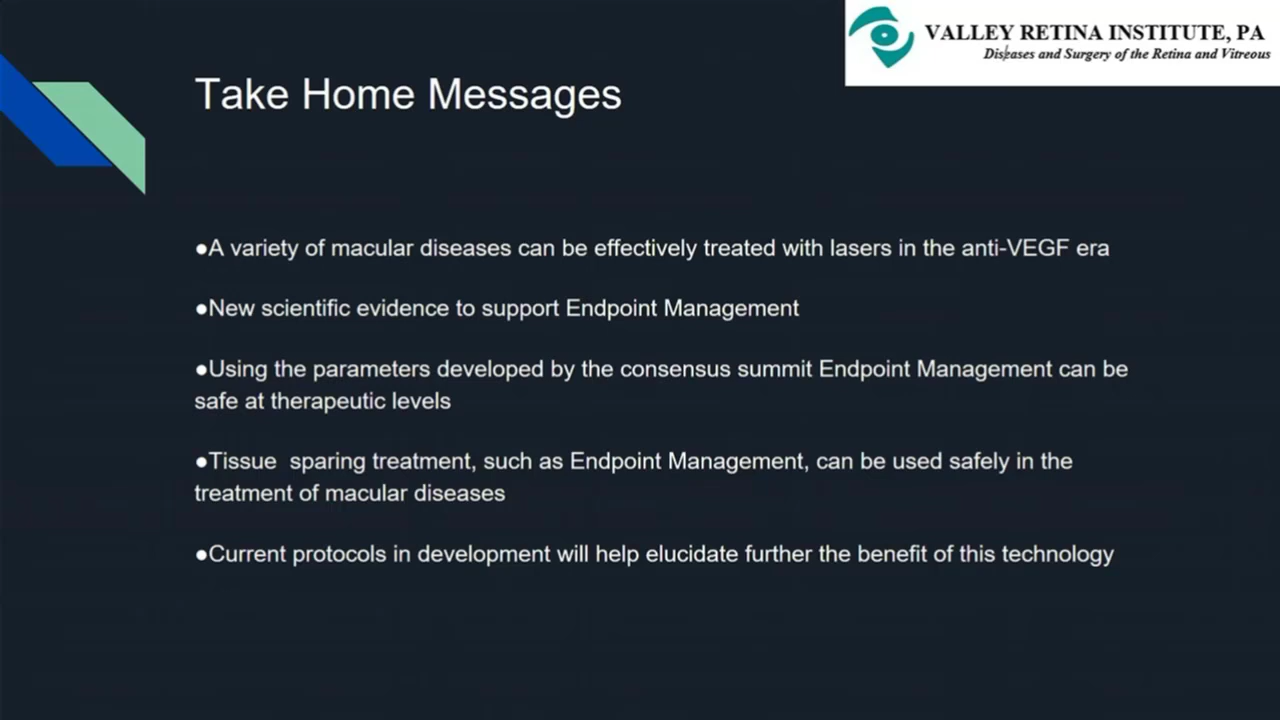 VALLEY RETINA INSTITUTE, PA
Diseases and Surgery of the Retina and Vitreous
Take Home Messages
●A variety of macular diseases can be effectively treated with lasers in the anti-VEGF era
●New scientific evidence to support Endpoint Management
●Using the parameters developed by the consensus summit Endpoint Management can be
safe at therapeutic levels
●Tissue  sparing treatment, such as Endpoint Management, can be used safely in the
treatment of macular diseases
●Current protocols in development will help elucidate further the benefit of this technology